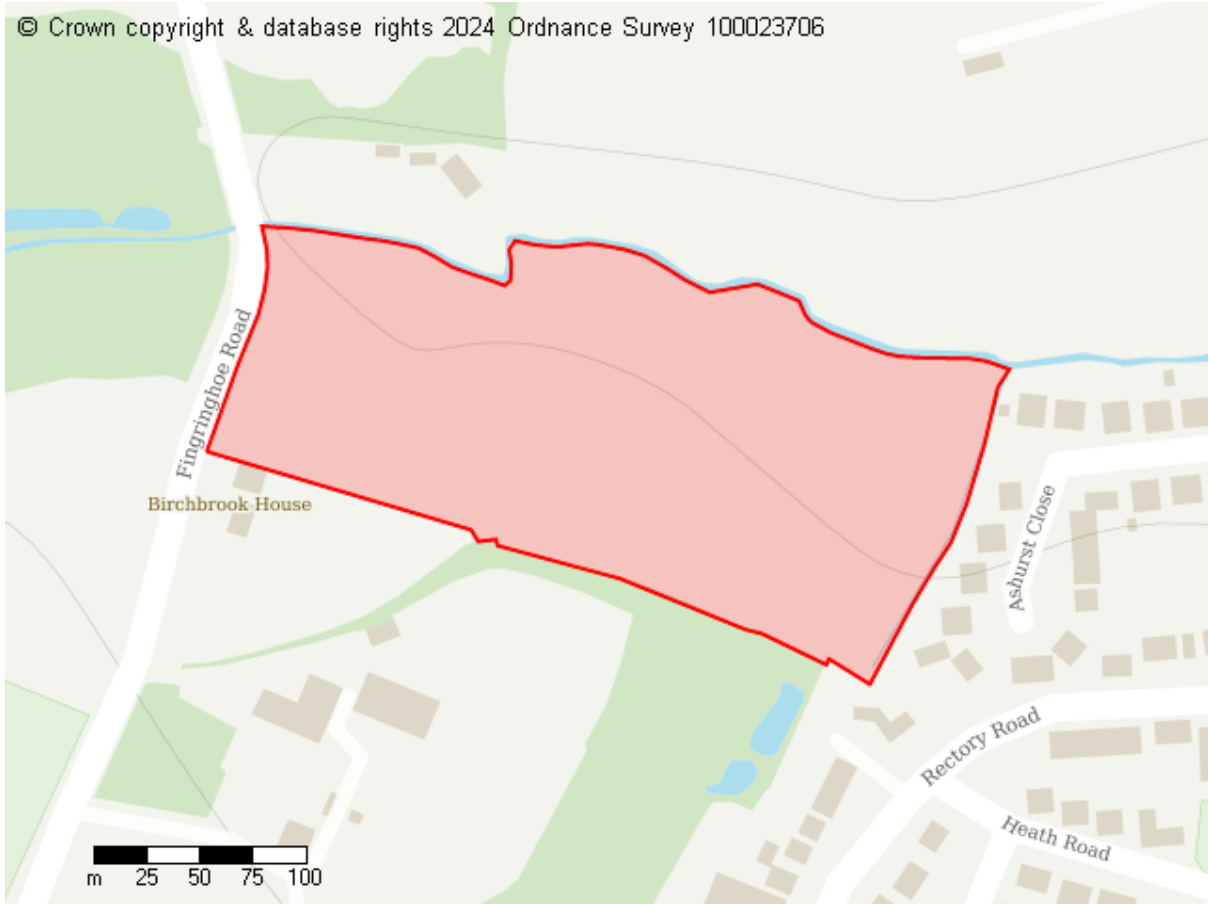 © Crown copyright & database rights 2024 Ordnance Survey 100023706
Fingringhoe Road
Birchbrook House
Ashurst Close
Rectory Road
Heath Road
m 25 50 75 100